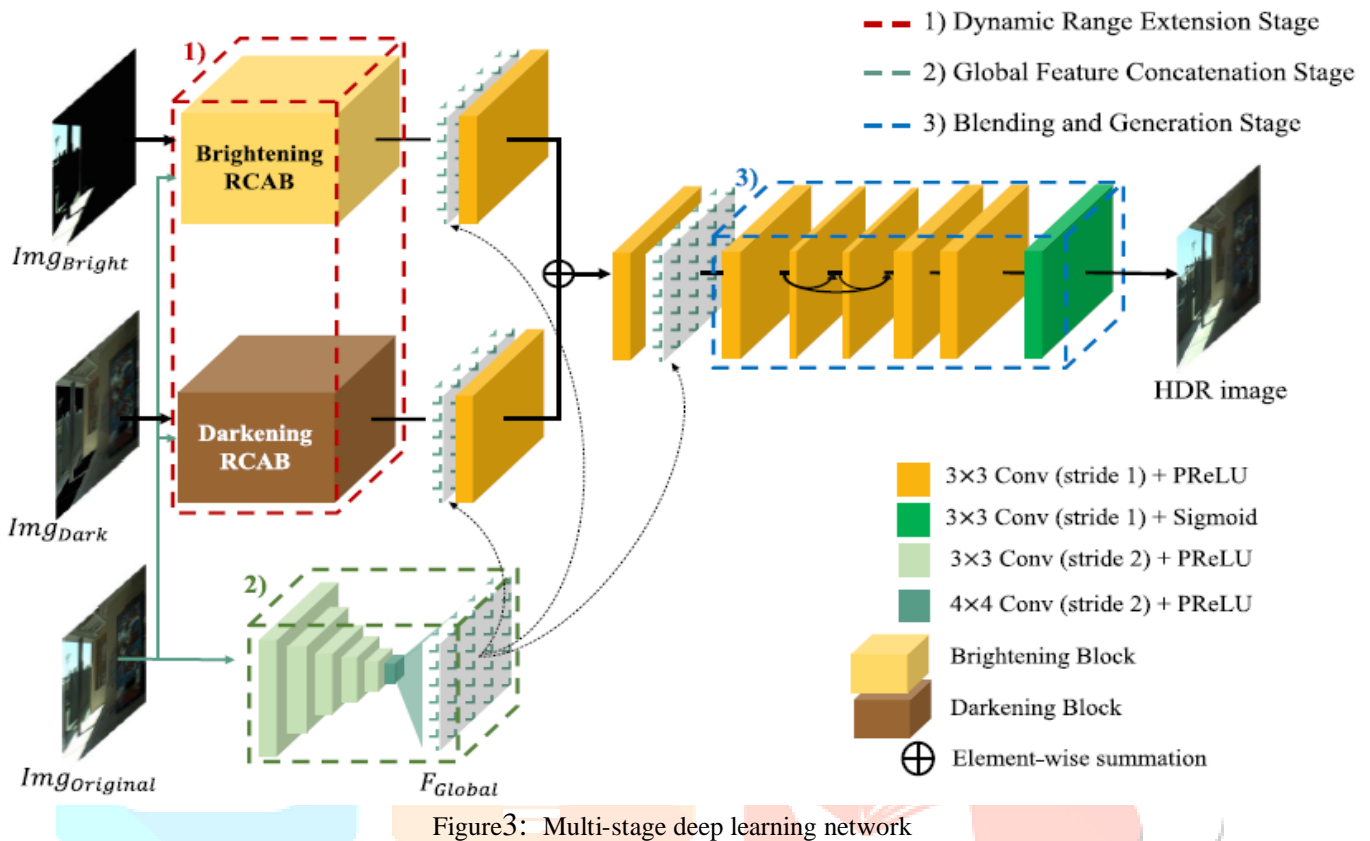 1) Dynamic Range Extension Stage
2) Global Feature Concatenation Stage
3) Blending and Generation Stage
1)
Brightening
RCAB
Img_Bright
3)
HDR image
Darkening
RCAB
Img_Dark
2)
Img_Original
F_Global
3×3 Conv (stride 1) + PReLU
3×3 Conv (stride 1) + Sigmoid
3×3 Conv (stride 2) + PReLU
4×4 Conv (stride 2) + PReLU
Brightening Block
Darkening Block
Element-wise summation
Figure3: Multi-stage deep learning network